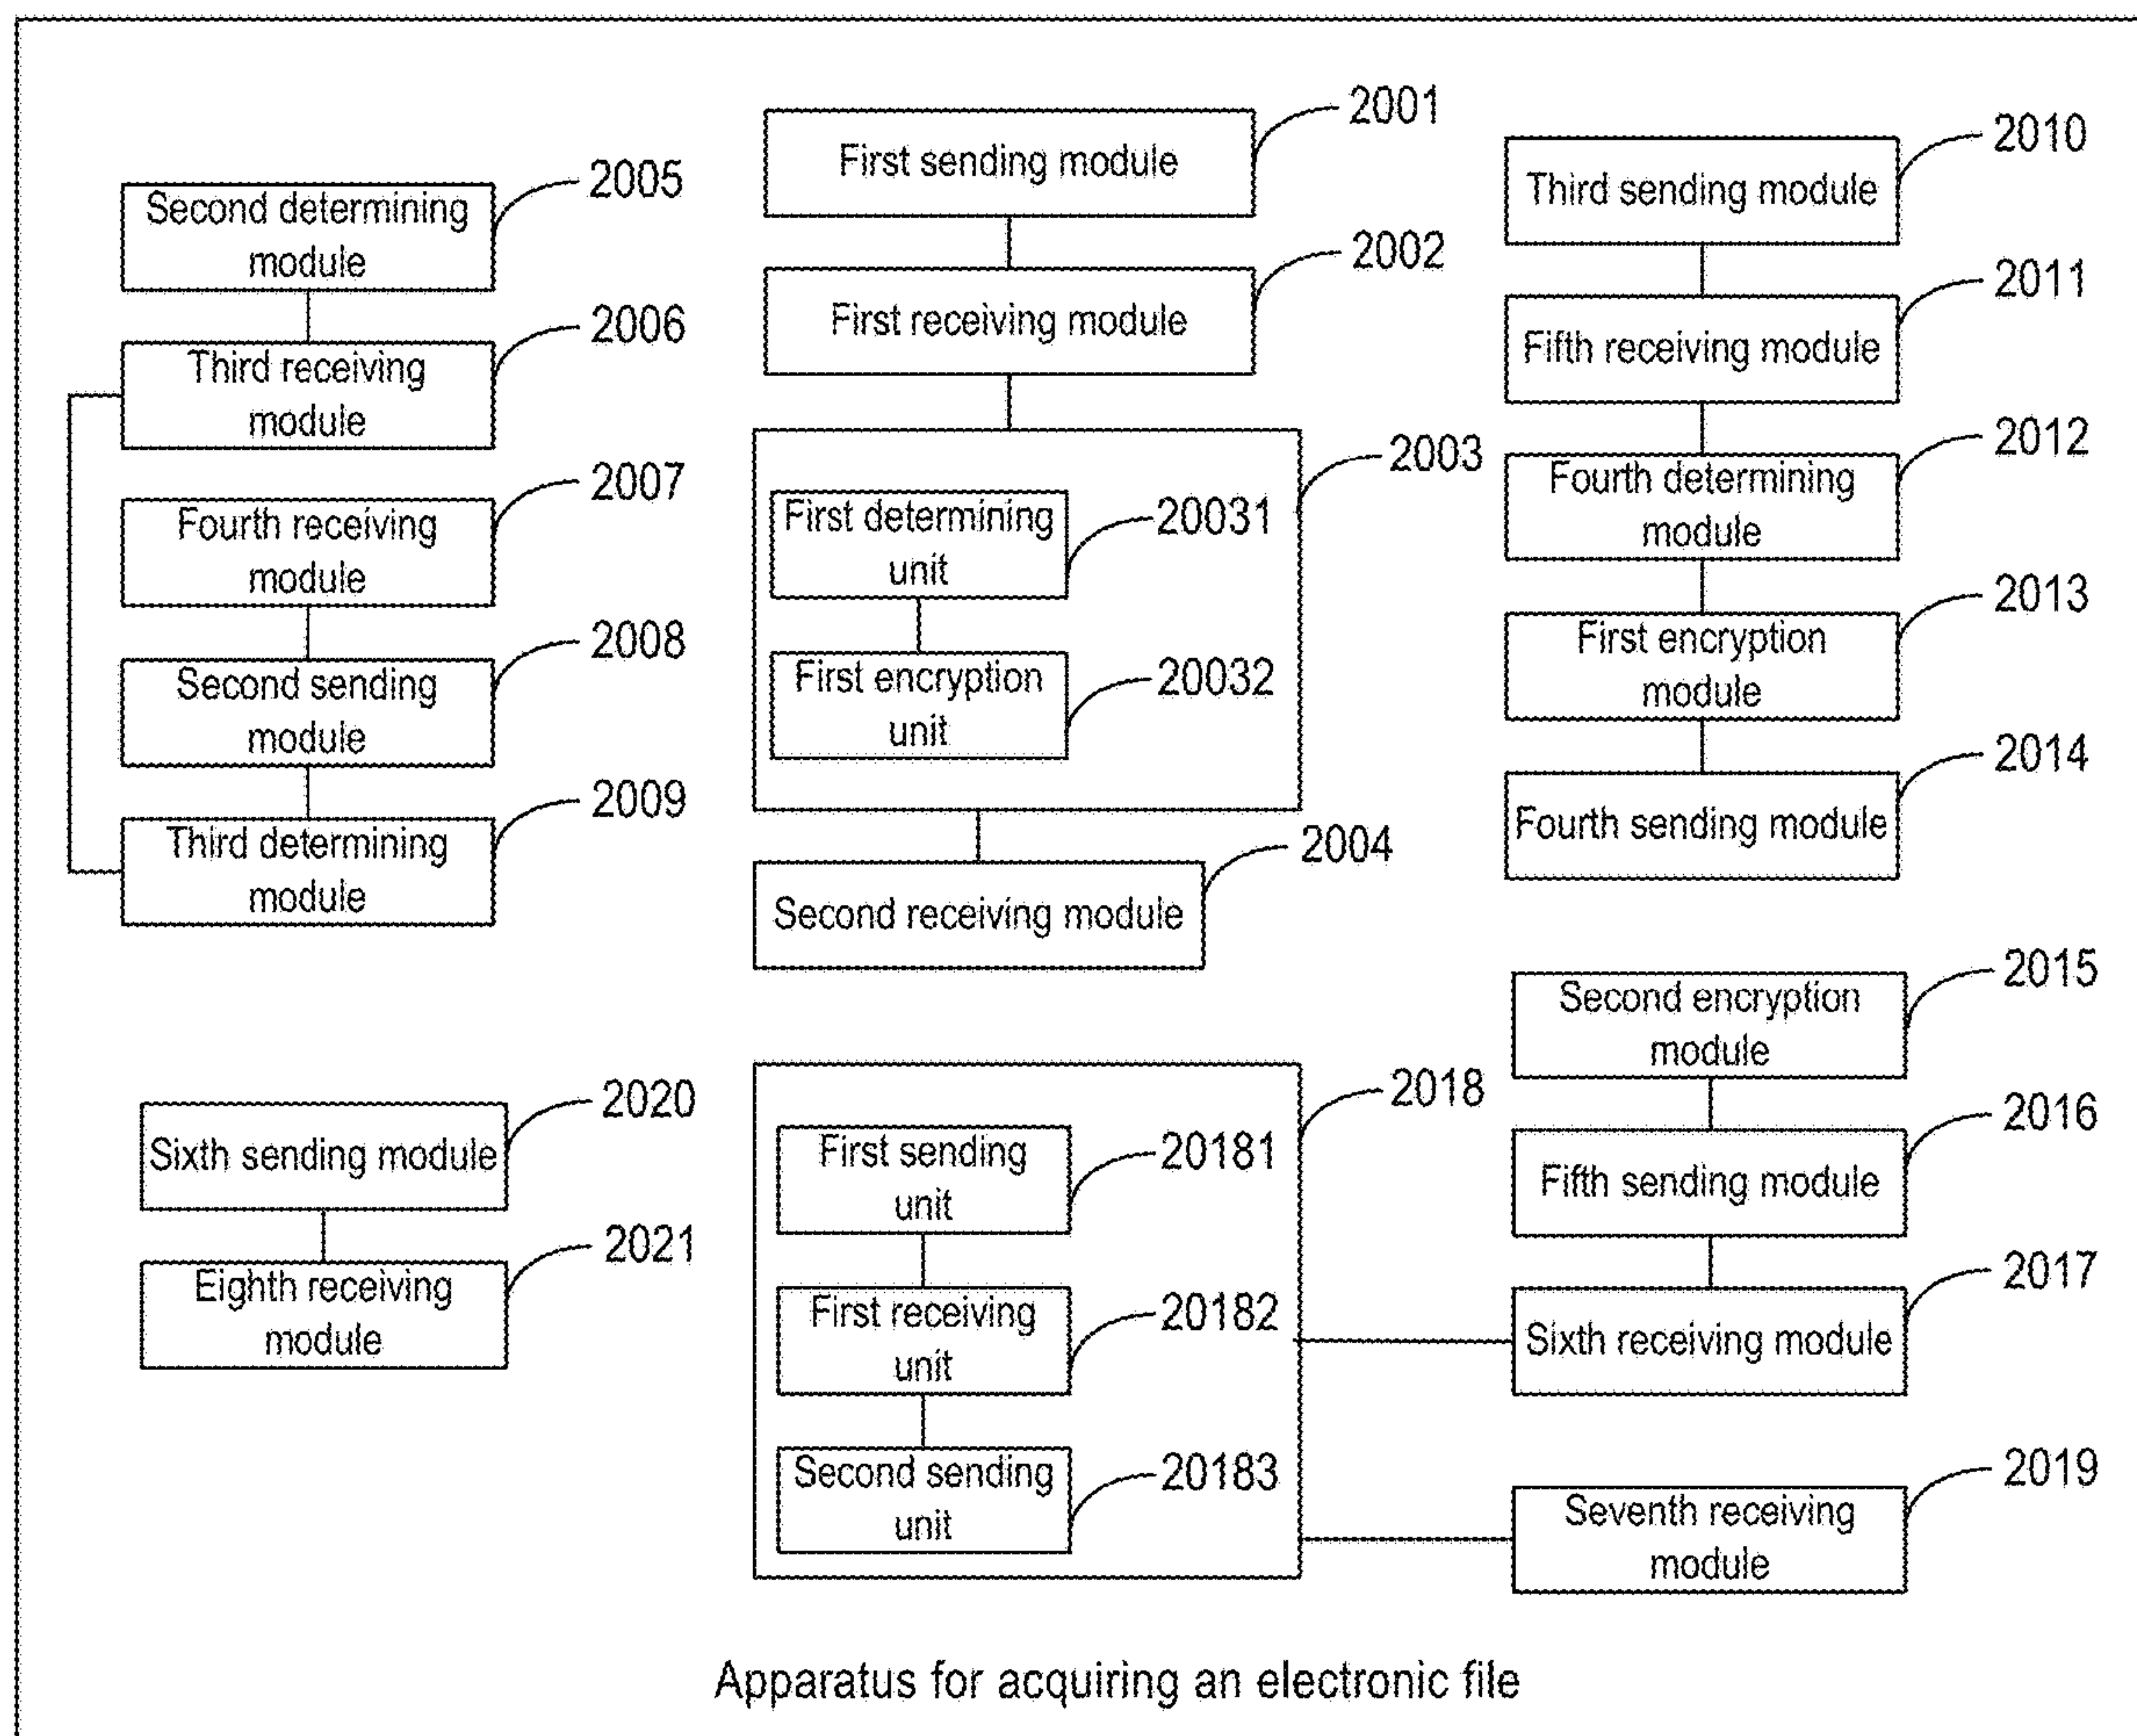 2001
First sending module
2002
First receiving module
2003
First determining
unit
20031
First encryption
unit
20032
2004
Second receiving module
2005
Second determining
module
2006
Third receiving
module
2007
Fourth receiving
module
2008
Second sending
module
2009
Third determining
module
2010
Third sending module
2011
Fifth receiving module
2012
Fourth determining
module
2013
First encryption
module
2014
Fourth sending module
2015
Second encryption
module
2016
Fifth sending module
2017
Sixth receiving module
2018
First sending
unit
20181
First receiving
unit
20182
Second sending
unit
20183
2019
Seventh receiving
module
2020
Sixth sending module
2021
Eighth receiving
module
Apparatus for acquiring an electronic file